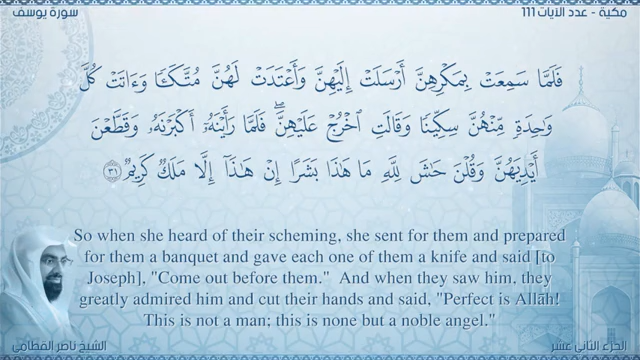 مكية - عدد الآيات 111
سورة يوسف
فَلَمَّا سَمِعَتْ بِمَكْرِهِنَّ أَرْسَلَتْ إِلَيْهِنَّ وَأَعْتَدَتْ لَهُنَّ مُتَّكَـًٔا وَءَاتَتْ كُلَّ
وَٰحِدَةٍ مِّنْهُنَّ سِكِّينًا وَقَالَتِ ٱخْرُجْ عَلَيْهِنَّ ۖ فَلَمَّا رَأَيْنَهُۥٓ أَكْبَرْنَهُۥ وَقَطَّعْنَ
أَيْدِيَهُنَّ وَقُلْنَ حَٰشَ لِلَّهِ مَا هَٰذَا بَشَرًا إِنْ هَٰذَآ إِلَّا مَلَكٌ كَرِيمٌ ٣١
So when she heard of their scheming, she sent for them and prepared
for them a banquet and gave each one of them a knife and said [to
Joseph], "Come out before them." And when they saw him, they
greatly admired him and cut their hands and said, "Perfect is Allāh!
This is not a man; this is none but a noble angel."
الجزء الثاني عشر
الشيخ ناصر القطامي